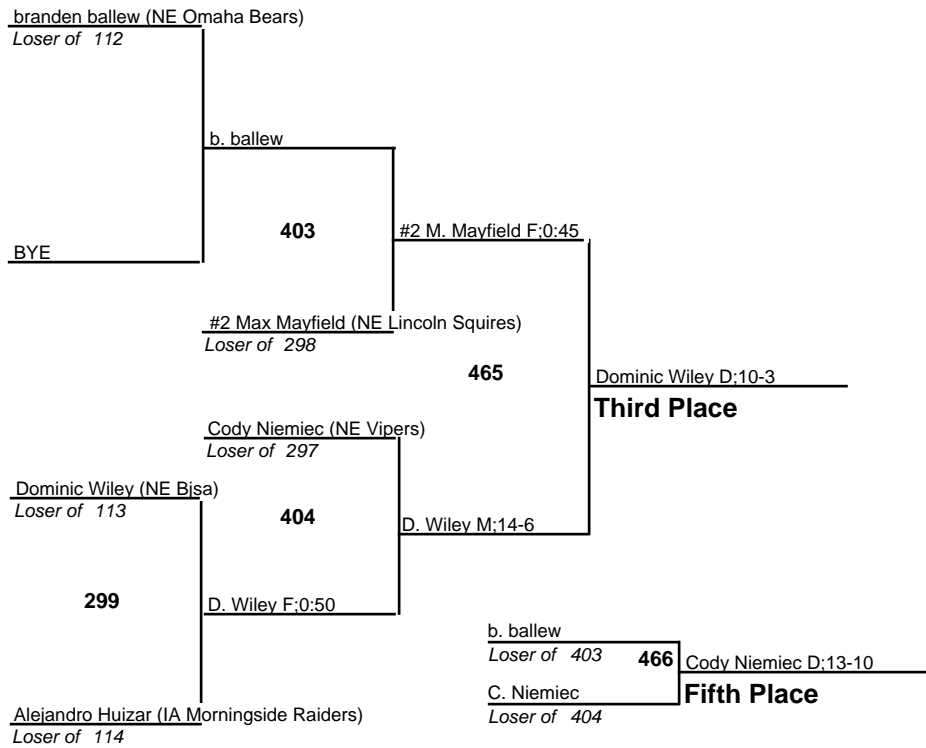 branden ballew (NE Omaha Bears)
Loser of 112
b. ballew
403
#2 M. Mayfield F;0:45
BYE
#2 Max Mayfield (NE Lincoln Squires)
Loser of 298
465
Dominic Wiley D;10-3
Third Place
Cody Niemiec (NE Vipers)
Loser of 297
Dominic Wiley (NE Bjsa)
Loser of 113
404
D. Wiley M;14-6
299
D. Wiley F;0:50
b. ballew
Loser of 403
466
Cody Niemiec D;13-10
Fifth Place
C. Niemiec
Loser of 404
Alejandro Huizar (IA Morningside Raiders)
Loser of 114